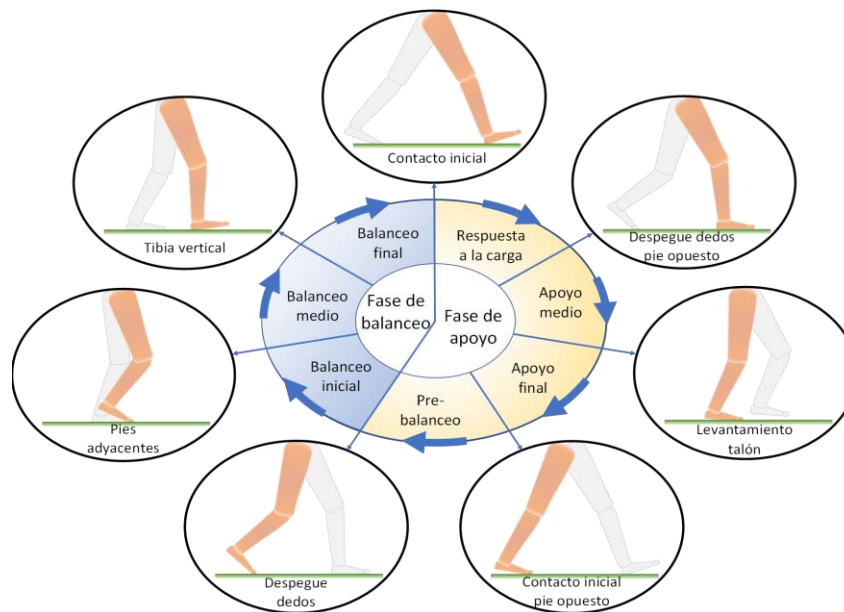 Contacto inicial
Tibia vertical
Despegue dedos
pie opuesto
Balanceo
final
Respuesta
a la carga
Balanceo
medio
Fase de
balanceo
Fase de
apoyo
Apoyo
medio
Balanceo
inicial
Apoyo
final
Pre-
balanceo
Pies
adyacentes
Levantamiento
talón
Despegue
dedos
Contacto inicial
pie opuesto